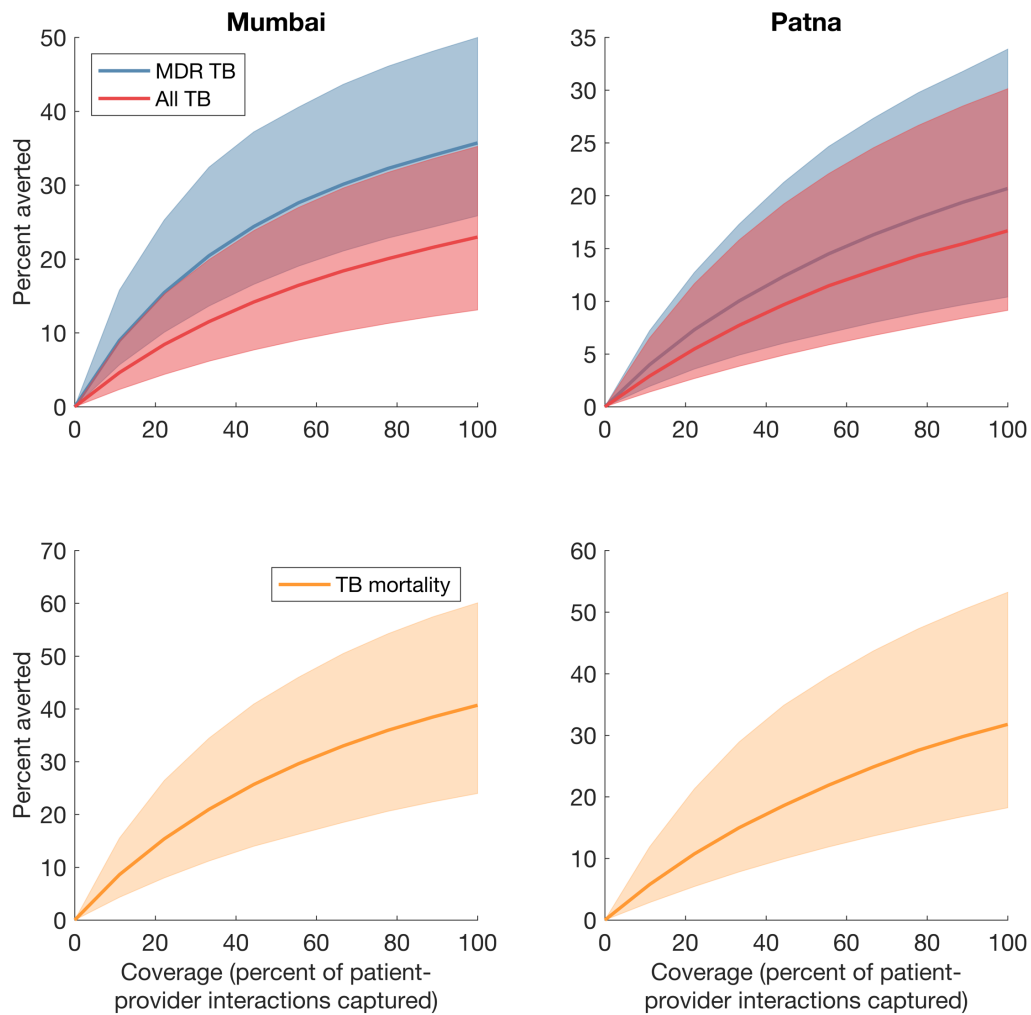 Mumbai
Patna
MDR TB
All TB
Percent averted
50
40
30
20
10
0
0 20 40 60 80 100
35
30
25
20
15
10
5
0
0 20 40 60 80 100
TB mortality
Percent averted
70
60
50
40
30
20
10
0
0 20 40 60 80 100
Coverage (percent of patient-
provider interactions captured)
60
50
40
30
20
10
0
0 20 40 60 80 100
Coverage (percent of patient-
provider interactions captured)